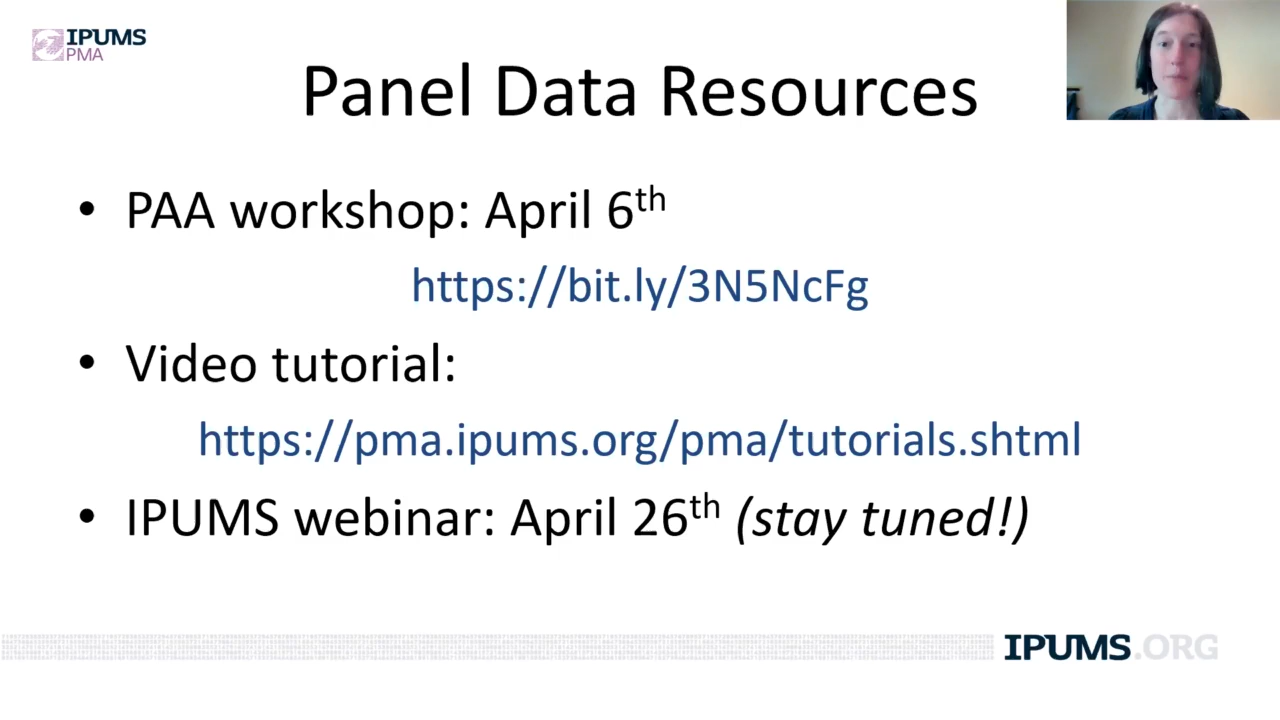 IPUMS
PMA
Panel Data Resources
• PAA workshop: April 6th
https://bit.ly/3N5NcFg
• Video tutorial:
https://pma.ipums.org/pma/tutorials.shtml
• IPUMS webinar: April 26th (stay tuned!)
IPUMS.ORG